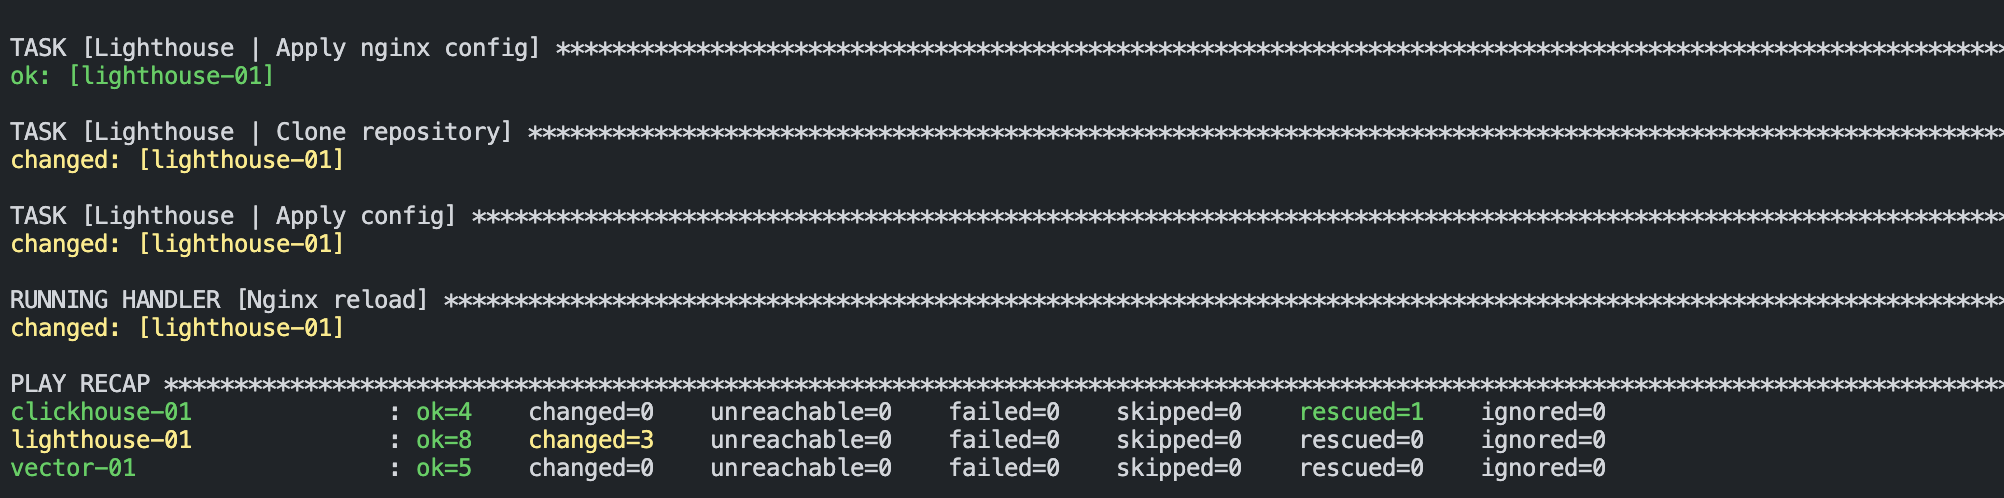 TASK [Lighthouse | Apply nginx config] *******************************************************************************************************
ok: [lighthouse-01]
TASK [Lighthouse | Clone repository] *********************************************************************************************************
changed: [lighthouse-01]
TASK [Lighthouse | Apply config] *************************************************************************************************************
changed: [lighthouse-01]
RUNNING HANDLER [Nginx reload] ***************************************************************************************************************
changed: [lighthouse-01]
PLAY RECAP ***********************************************************************************************************************************
clickhouse-01              : ok=4    changed=0    unreachable=0    failed=0    skipped=0    rescued=1    ignored=0
lighthouse-01              : ok=8    changed=3    unreachable=0    failed=0    skipped=0    rescued=0    ignored=0
vector-01                  : ok=5    changed=0    unreachable=0    failed=0    skipped=0    rescued=0    ignored=0